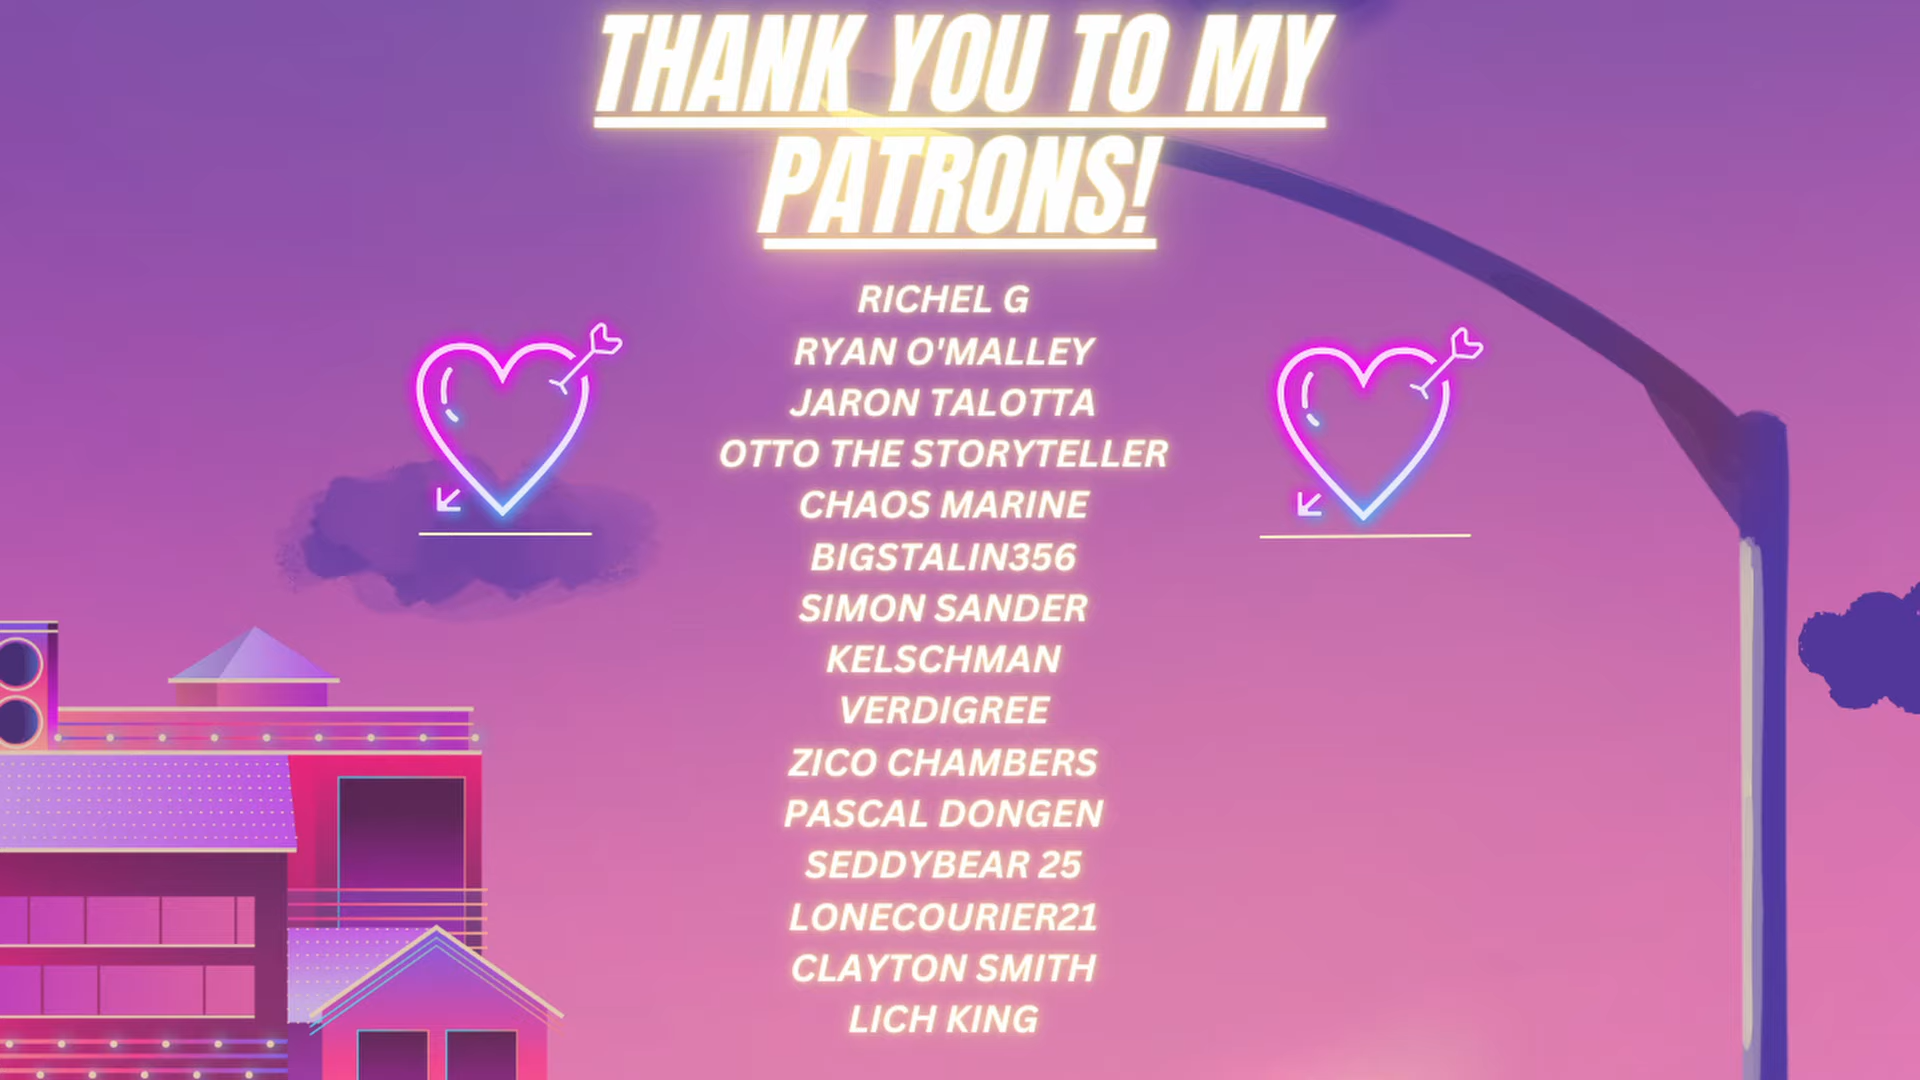 THANK YOU TO MY
PATRONS!
RICHEL G
RYAN O'MALLEY
JARON TALOTTA
OTTO THE STORYTELLER
CHAOS MARINE
BIGSTALIN356
SIMON SANDER
KELSCHMAN
VERDIGREE
ZICO CHAMBERS
PASCAL DONGEN
SEDDYBEAR 25
LONECOURIER21
CLAYTON SMITH
LICH KING